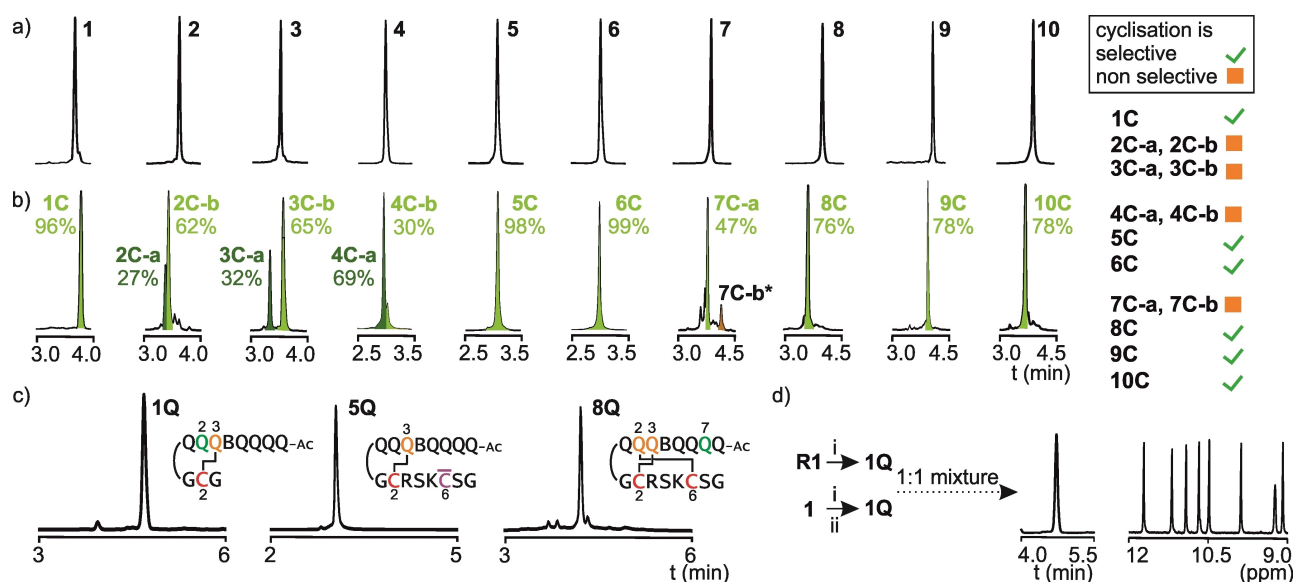 a)
1 2 3 4 5 6 7 8 9 10
cyclisation is
selective
non selective
1C
2C-a, 2C-b
3C-a, 3C-b
4C-a, 4C-b
5C
6C
7C-a, 7C-b
8C
9C
10C
b)
1C
96%
2C-b
62%
2C-a
27%
3C-b
65%
3C-a
32%
4C-b
30%
4C-a
69%
5C
98%
6C
99%
7C-a
47%
7C-b*
8C
76%
9C
78%
10C
78%
3.0 4.0 3.0 4.0 3.0 4.0 2.5 3.5 2.5 3.5 2.5 3.5 3.0 4.5 3.0 4.5 3.0 4.5 3.0 4.5
t (min)
c)
1Q
2 3
QQQBQQQQ-AC
GCG
2
3 6
5Q
3
QQQBQQQQ-AC
GCRSKCSG
2 6
2 5
8Q
2 3 7
QQQBQQQQ-AC
GCRSKCSG
2 6
3 6
t (min)
d)
i
R1 1Q
i
1 1Q
ii
1:1 mixture
4.0 5.5
t (min)
12 10.5 9.0
(ppm)